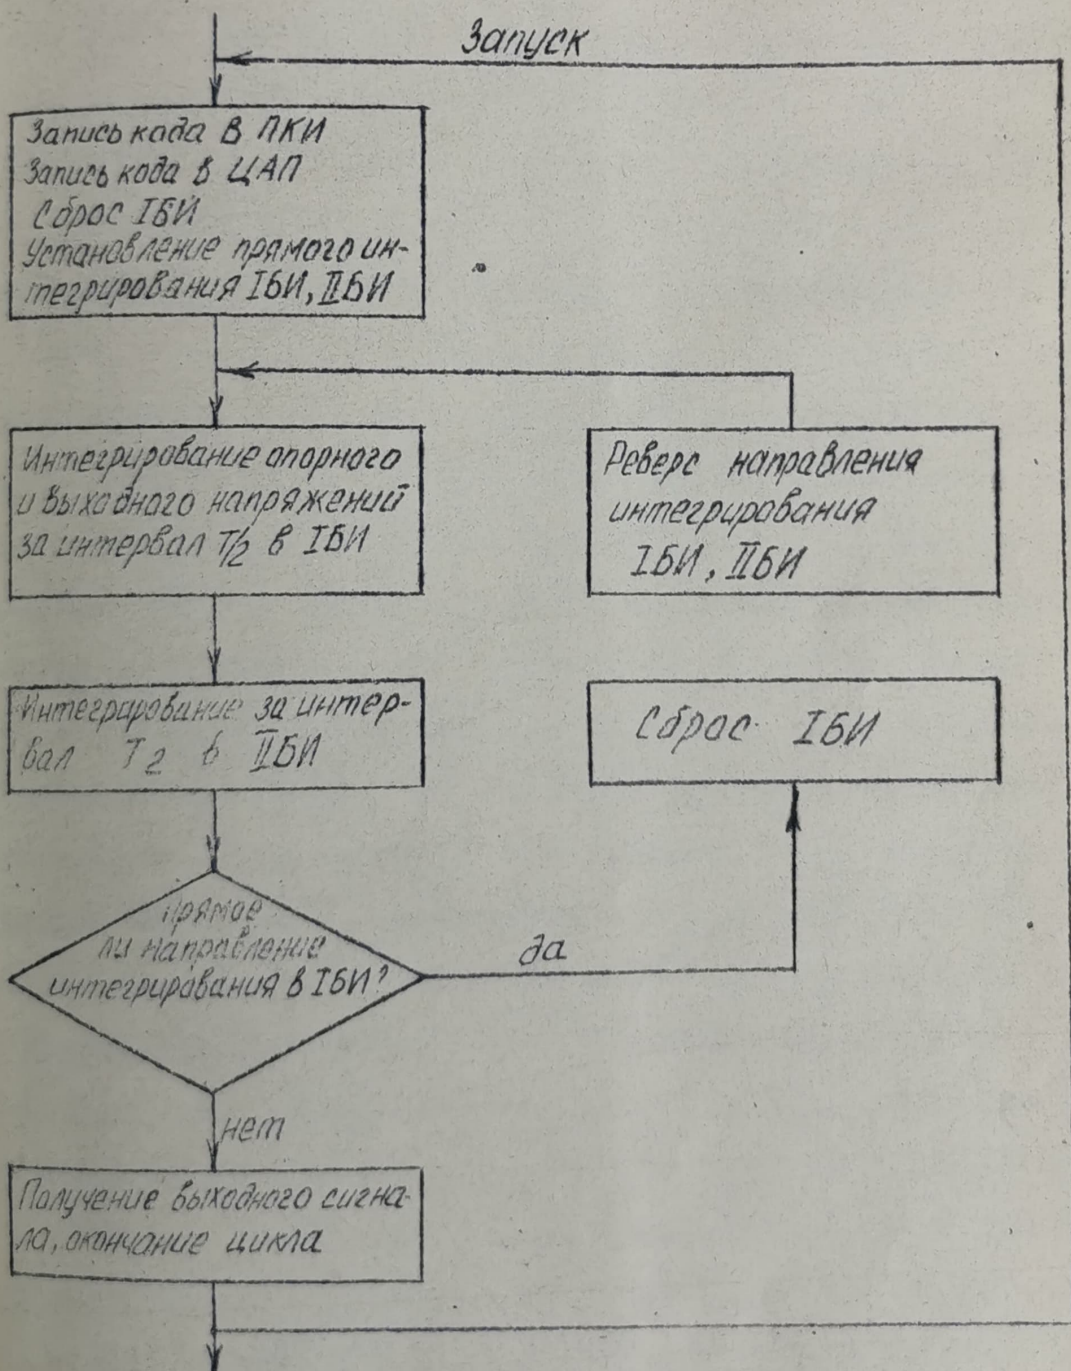 Запуск
Запись кода в ПКИ
Запись кода в ЦАП
Сброс IБИ
Установление прямого ин-
тегрирования IБИ, IIБИ
Интегрирование опорного
и выходного напряжений
за интервал T/2 в IБИ
Реверс направления
интегрирования
IБИ, IIБИ
Интегрирование за интер-
вал T2 в IIБИ
Сброс IБИ
Прямое
ли направление
интегрирования в IБИ?
да
нет
Получение выходного сигна-
ла, окончание цикла